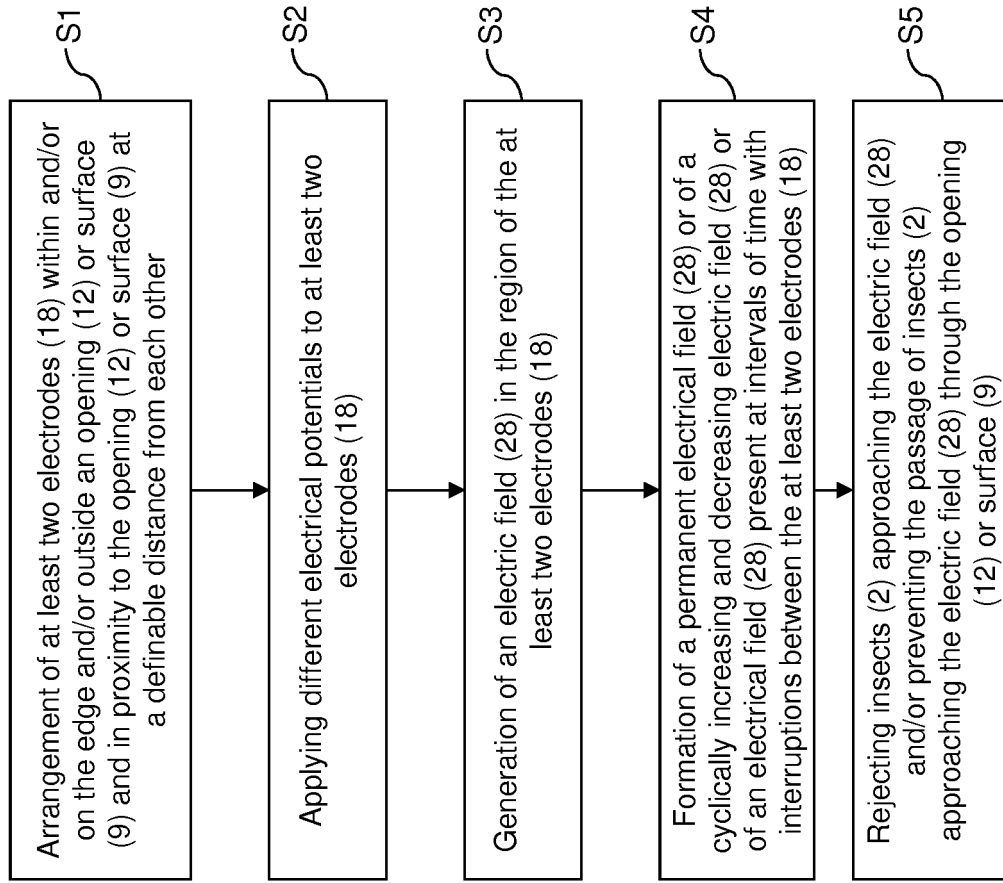 Arrangement of at least two electrodes (18) within and/or
on the edge and/or outside an opening (12) or surface
(9) and in proximity to the opening (12) or surface (9) at
a definable distance from each other
S1
Applying different electrical potentials to at least two
electrodes (18)
S2
Generation of an electric field (28) in the region of the at
least two electrodes (18)
S3
Formation of a permanent electrical field (28) or of a
cyclically increasing and decreasing electric field (28) or
of an electrical field (28) present at intervals of time with
interruptions between the at least two electrodes (18)
S4
Rejecting insects (2) approaching the electric field (28)
and/or preventing the passage of insects (2)
approaching the electric field (28) through the opening
(12) or surface (9)
S5